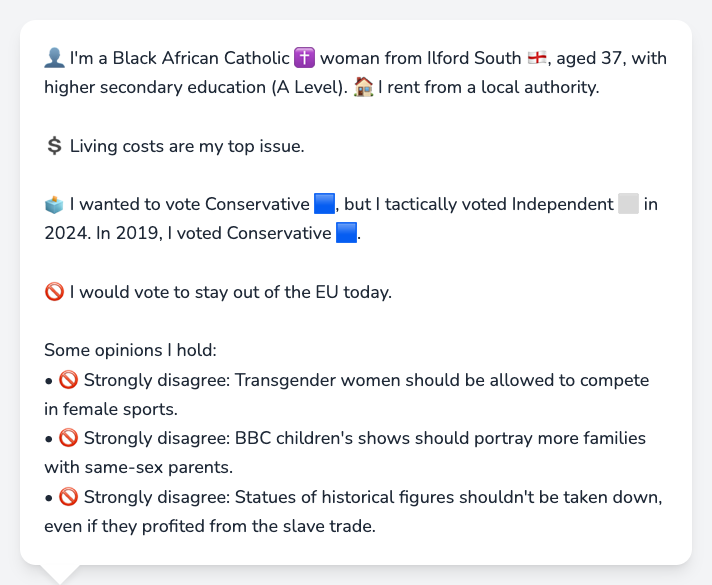 👤 I'm a Black African Catholic ✝️ woman from Ilford South 🏴󠁧󠁢󠁥󠁮󠁧󠁿, aged 37, with
higher secondary education (A Level). 🏠 I rent from a local authority.
💲 Living costs are my top issue.
🗳️ I wanted to vote Conservative 🟦, but I tactically voted Independent ⬜ in
2024. In 2019, I voted Conservative 🟦.
🚫 I would vote to stay out of the EU today.
Some opinions I hold:
• 🚫 Strongly disagree: Transgender women should be allowed to compete
in female sports.
• 🚫 Strongly disagree: BBC children's shows should portray more families
with same-sex parents.
• 🚫 Strongly disagree: Statues of historical figures shouldn't be taken down,
even if they profited from the slave trade.